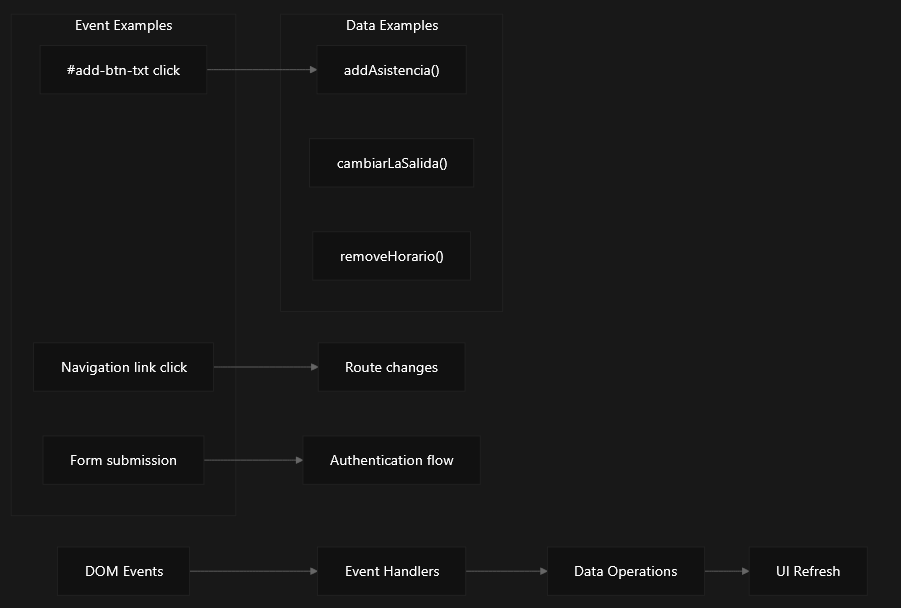 Event Examples
Data Examples
#add-btn-txt click
addAsistencia()
cambiarLaSalida()
removeHorario()
Navigation link click
Route changes
Form submission
Authentication flow
DOM Events
Event Handlers
Data Operations
UI Refresh